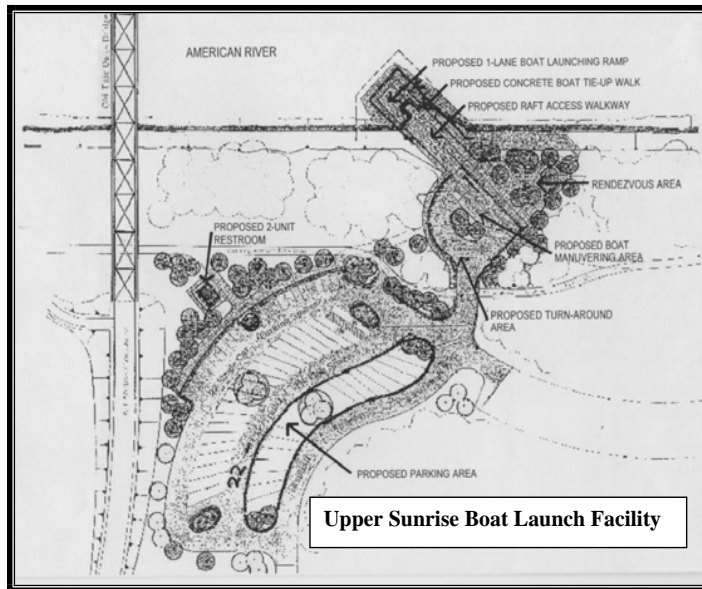 AMERICAN RIVER
PROPOSED 1-LANE BOAT LAUNCHING RAMP
PROPOSED CONCRETE BOAT TIE-UP WALK
PROPOSED RAFT ACCESS WALKWAY
RENDEZVOUS AREA
PROPOSED 2-UNIT
RESTROOM
PROPOSED BOAT
MANUVERING AREA
PROPOSED TURN-AROUND
AREA
PROPOSED PARKING AREA
22
Upper Sunrise Boat Launch Facility